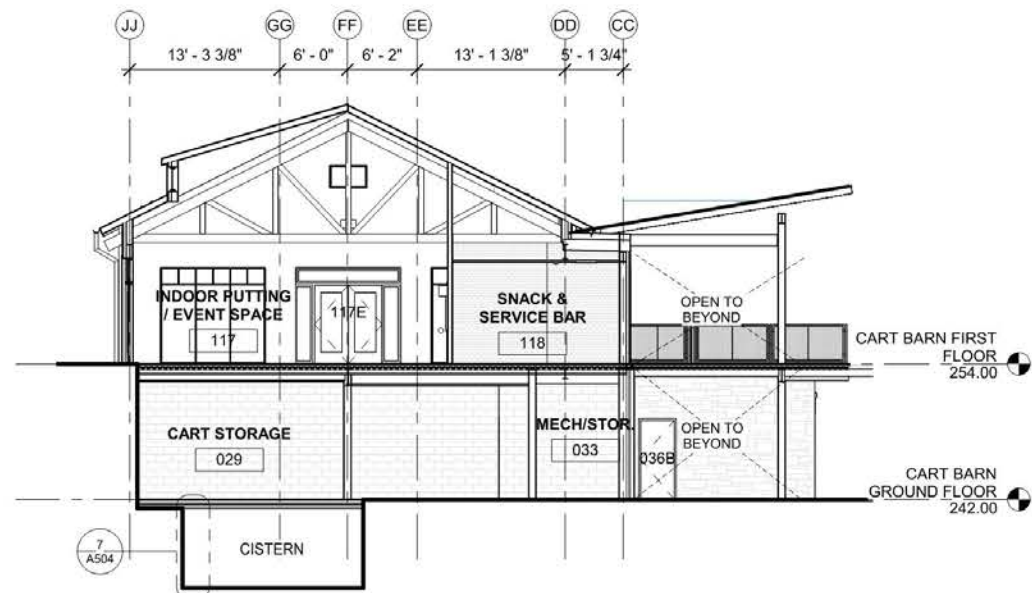 JJ GG FF EE DD CC
13' - 3 3/8" 6' - 0" 6' - 2" 13' - 1 3/8" 5' - 1 3/4"
INDOOR PUTTING
/ EVENT SPACE
117
117E
SNACK &
SERVICE BAR
118
OPEN TO
BEYOND
CART BARN FIRST
FLOOR
254.00
CART STORAGE
029
MECH/STOR.
033
036B
OPEN TO
BEYOND
CART BARN
GROUND FLOOR
242.00
7
A504
CISTERN